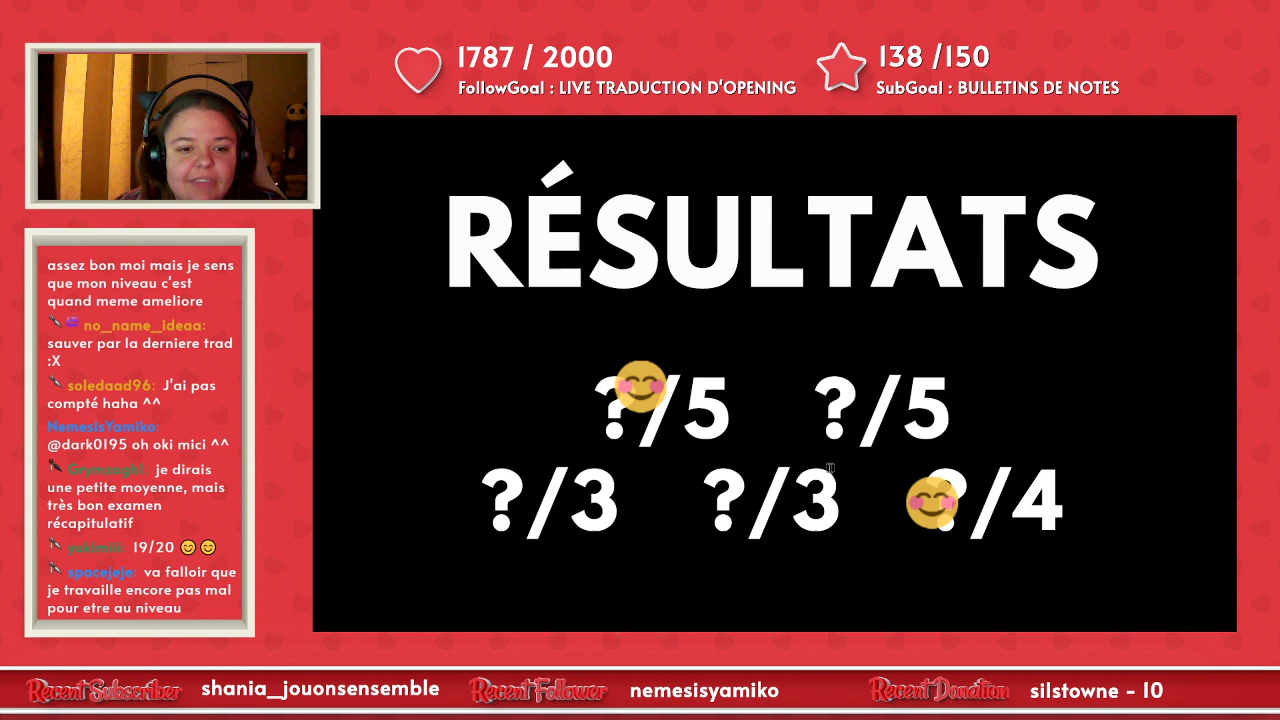 1787 / 2000
FollowGoal : LIVE TRADUCTION D'OPENING
138 /150
SubGoal : BULLETINS DE NOTES
RÉSULTATS
?/5 ?/5
?/3 ?/3 ?/4
assez bon moi mais je sens
que mon niveau c'est
quand meme ameliore
no_name_ideaa:
sauver par la derniere trad
:X
soledaad96: J'ai pas
compté haha ^^
NemesisYamiko:
@dark0195 oh oki mici ^^
je dirais
une petite moyenne, mais
très bon examen
récapitulatif
yukimiii: 19/20 😊 😊
spacejeje: va falloir que
je travaille encore pas mal
pour etre au niveau
Recent Subscriber shania_jouonsensemble Recent Follower nemesisyamiko Recent Donation silstowne - 10